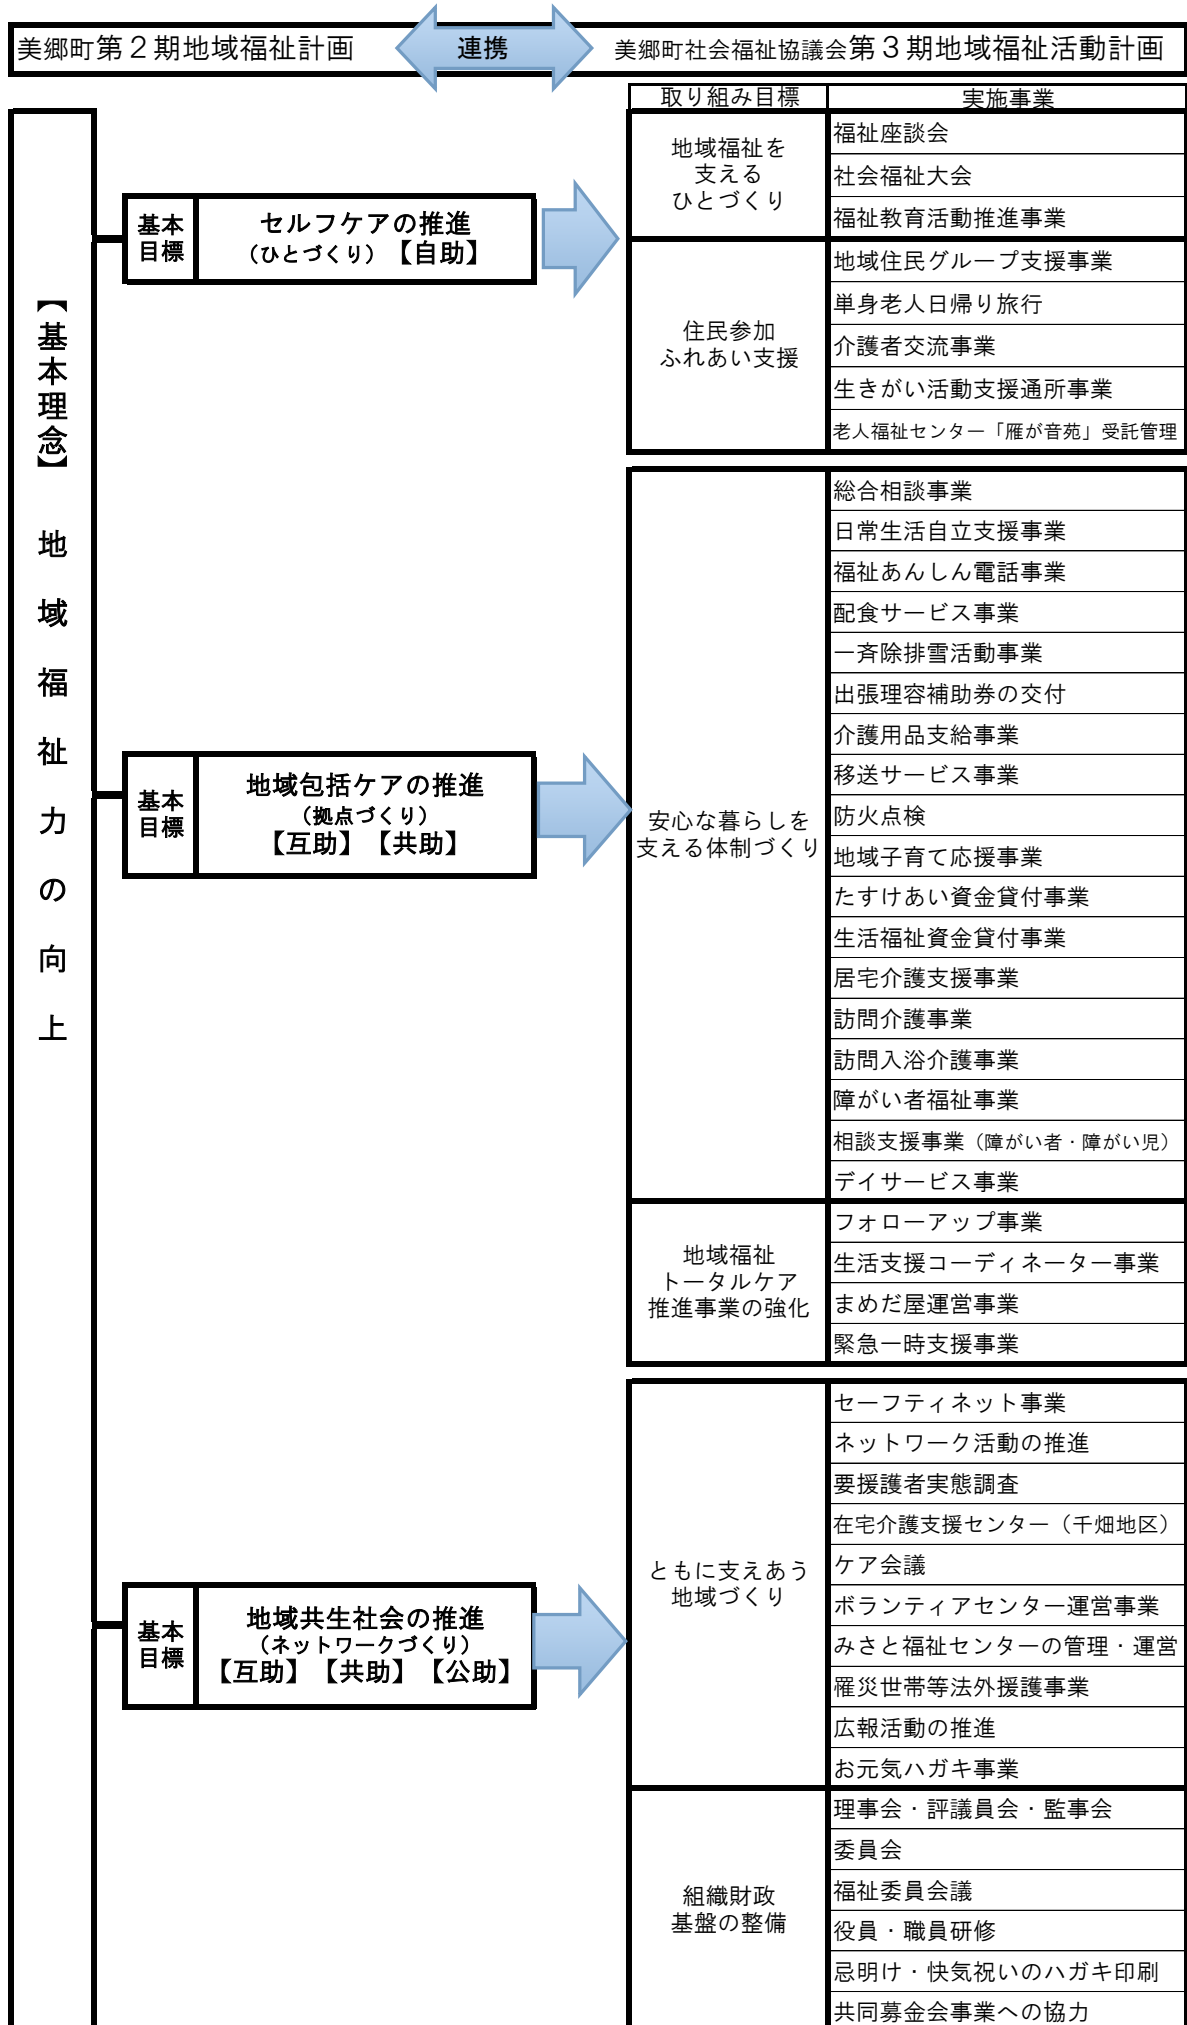 美郷町第２期地域福祉計画
連携
美郷町社会福祉協議会第３期地域福祉活動計画
取り組み目標
実施事業
【基本理念】 地域福祉力の向上
基本
目標
セルフケアの推進
（ひとづくり）【自助】
地域福祉を
支える
ひとづくり
福祉座談会
社会福祉大会
福祉教育活動推進事業
住民参加
ふれあい支援
地域住民グループ支援事業
単身老人日帰り旅行
介護者交流事業
生きがい活動支援通所事業
老人福祉センター「雁が音苑」受託管理
基本
目標
地域包括ケアの推進
（拠点づくり）
【互助】【共助】
安心な暮らしを
支える体制づくり
総合相談事業
日常生活自立支援事業
福祉あんしん電話事業
配食サービス事業
一斉除排雪活動事業
出張理容補助券の交付
介護用品支給事業
移送サービス事業
防火点検
地域子育て応援事業
たすけあい資金貸付事業
生活福祉資金貸付事業
居宅介護支援事業
訪問介護事業
訪問入浴介護事業
障がい者福祉事業
相談支援事業（障がい者・障がい児）
デイサービス事業
地域福祉
トータルケア
推進事業の強化
フォローアップ事業
生活支援コーディネーター事業
まめだ屋運営事業
緊急一時支援事業
基本
目標
地域共生社会の推進
（ネットワークづくり）
【互助】【共助】【公助】
ともに支えあう
地域づくり
セーフティネット事業
ネットワーク活動の推進
要援護者実態調査
在宅介護支援センター（千畑地区）
ケア会議
ボランティアセンター運営事業
みさと福祉センターの管理・運営
罹災世帯等法外援護事業
広報活動の推進
お元気ハガキ事業
組織財政
基盤の整備
理事会・評議員会・監事会
委員会
福祉委員会議
役員・職員研修
忌明け・快気祝いのハガキ印刷
共同募金会事業への協力